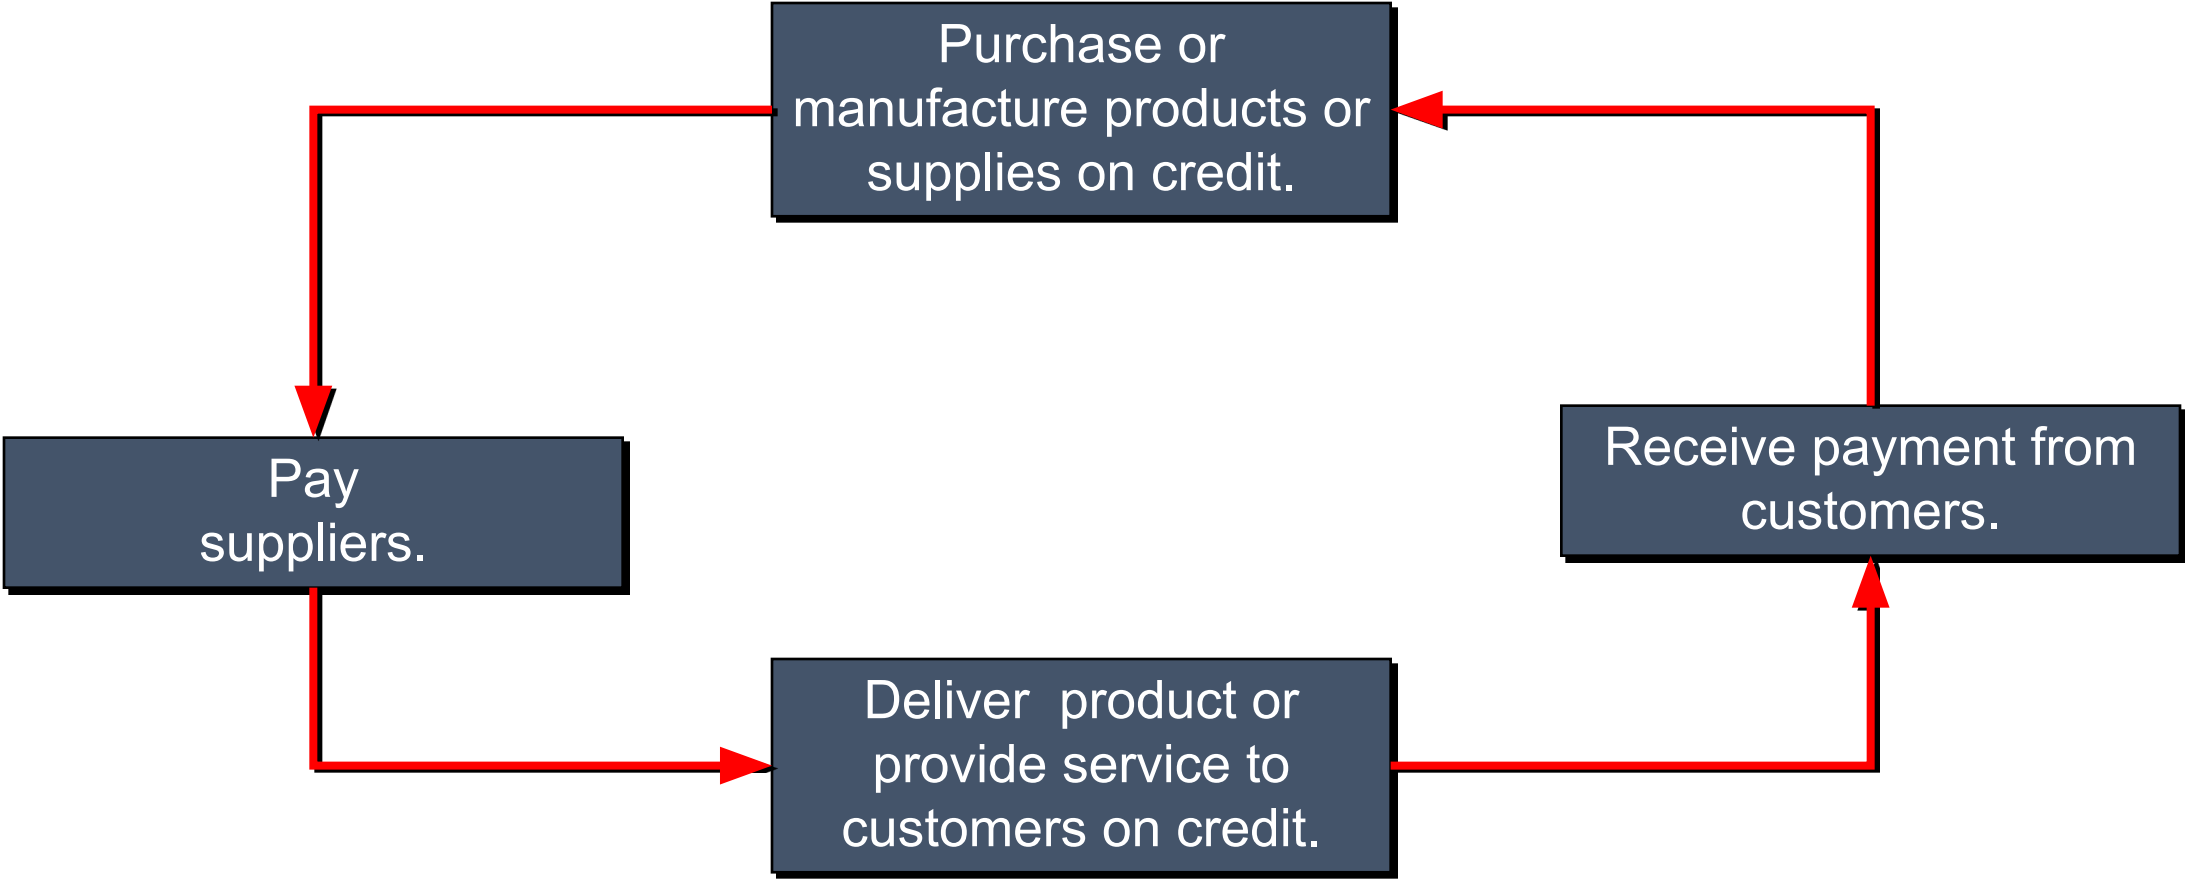 Purchase or
manufacture products or
supplies on credit.
Pay
suppliers.
Receive payment from
customers.
Deliver  product or
provide service to
customers on credit.